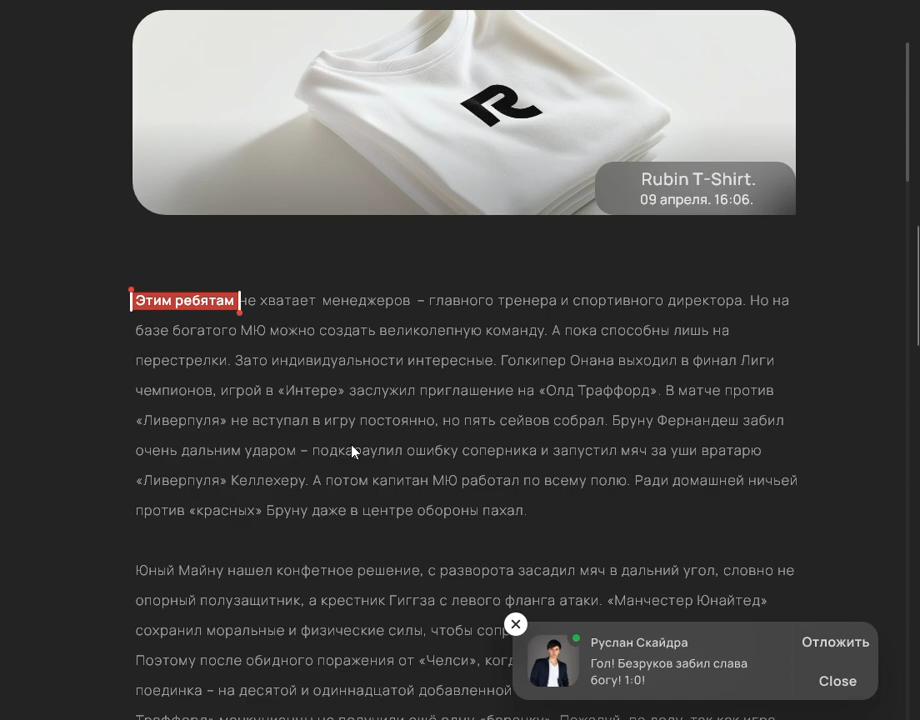 R
Rubin T-Shirt.
09 апреля. 16:06.
Этим ребятам не хватает менеджеров – главного тренера и спортивного директора. Но на
базе богатого МЮ можно создать великолепную команду. А пока способны лишь на
перестрелки. Зато индивидуальности интересные. Голкипер Онана выходил в финал Лиги
чемпионов, игрой в «Интере» заслужил приглашение на «Олд Траффорд». В матче против
«Ливерпуля» не вступал в игру постоянно, но пять сейвов собрал. Бруну Фернандеш забил
очень дальним ударом – подкараулил ошибку соперника и запустил мяч за уши вратарю
«Ливерпуля» Келлехеру. А потом капитан МЮ работал по всему полю. Ради домашней ничьей
против «красных» Бруну даже в центре обороны пахал.
Юный Майну нашел конфетное решение, с разворота засадил мяч в дальний угол, словно не
опорный полузащитник, а крестник Гиггза с левого фланга атаки. «Манчестер Юнайтед»
сохранил моральные и физические силы, чтобы
Поэтому после обидного поражения от «Челси»,
поединка – на десятой и одиннадцатой добавленной
Руслан Скайдра
Гол! Безруков забил слава
богу! 1:0!
Отложить
Close